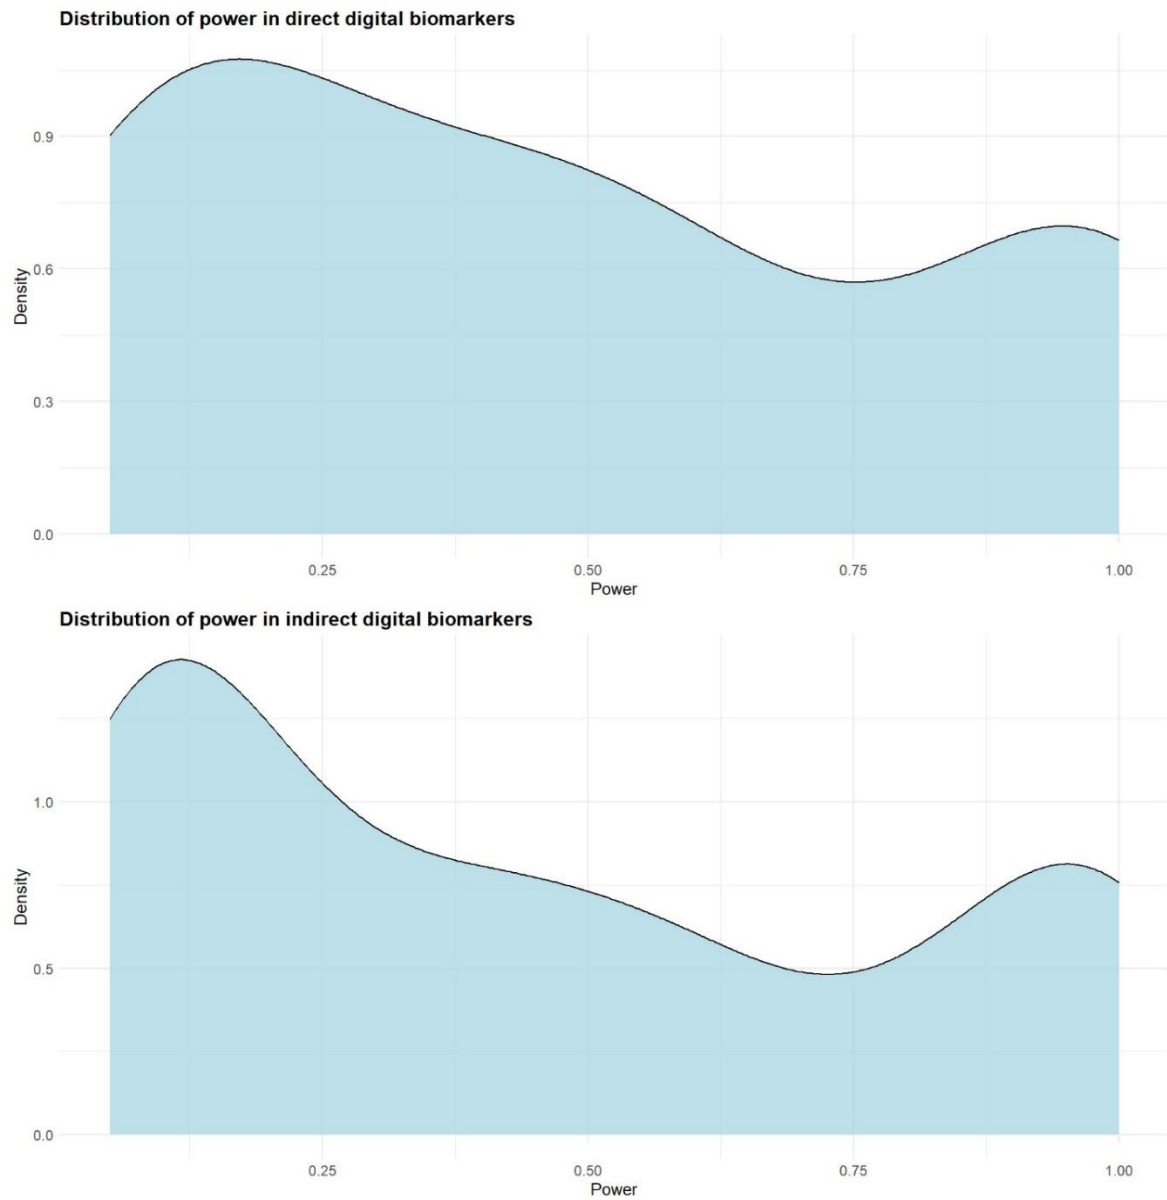 Distribution of power in direct digital biomarkers
0.9
0.6
Density
0.3
0.0
0.25 0.50 0.75 1.00
Power
Distribution of power in indirect digital biomarkers
1.0
Density
0.5
0.0
0.25 0.50 0.75 1.00
Power